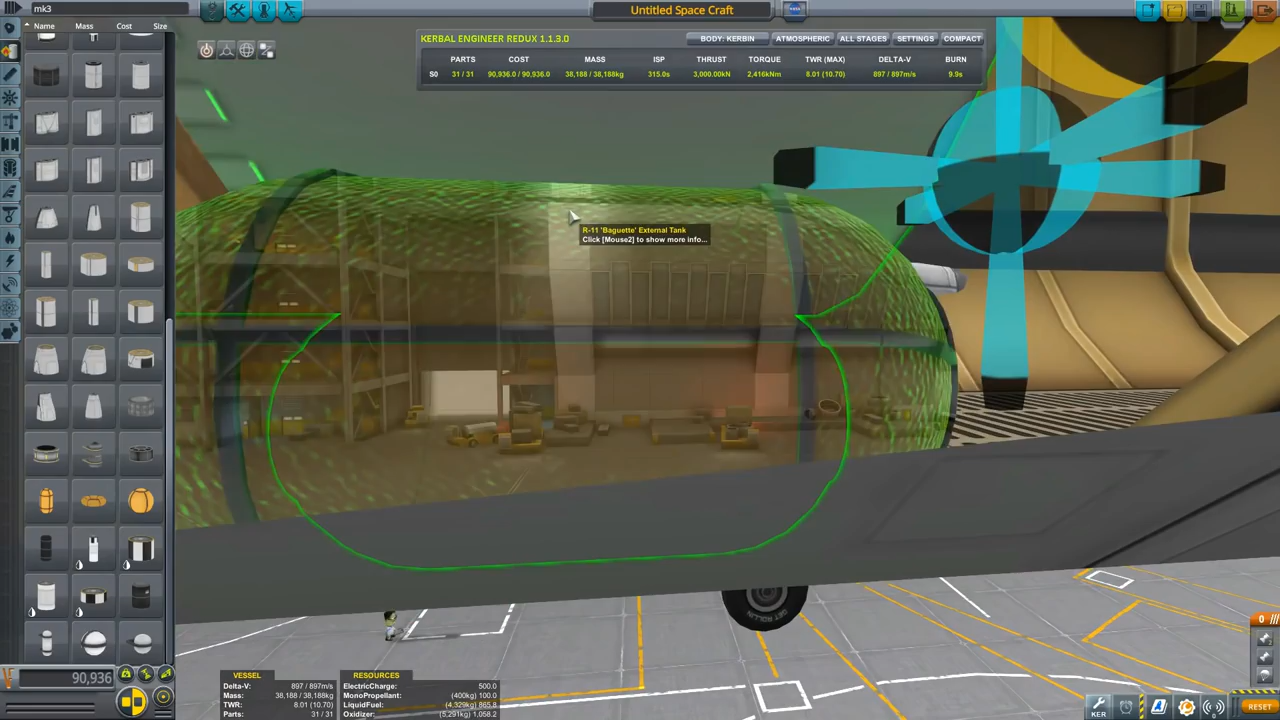 mk3
Untitled Space Craft
Name Mass Cost Size
KERBAL ENGINEER REDUX 1.1.3.0
BODY: KERBIN ATMOSPHERIC ALL STAGES SETTINGS COMPACT
PARTS COST MASS ISP THRUST TORQUE TWR (MAX) DELTA-V BURN
S0 31 / 31 90,936.0 / 90,936.0 38,188 / 38,188kg 315.0s 3,000.00kN 2,416kNm 8.01 (10.70) 897 / 897m/s 9.9s
R-11 'Baguette' External Tank
Click [Mouse2] to show more info...
GET ROLLIN
0
90,936
VESSEL
Delta-V: 897 / 897m/s
Mass: 38,188 / 38,188kg
TWR: 8.01 (10.70)
Parts: 31 / 31
RESOURCES
ElectricCharge: 500.0
MonoPropellant (400kg) 100.0
LiquidFuel: (4,329kg) 865.8
Oxidizer: (5,291kg) 1,058.2
KER
RESET